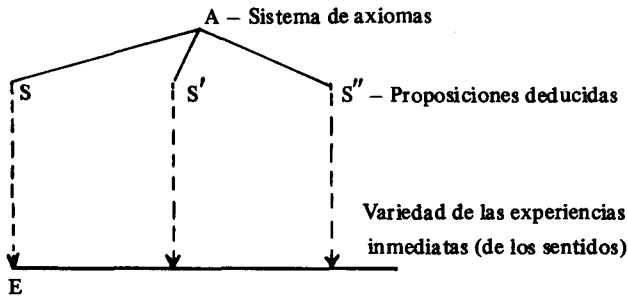 A – Sistema de axiomas
S S′ S″ – Proposiciones deducidas
Variedad de las experiencias
inmediatas (de los sentidos)
E